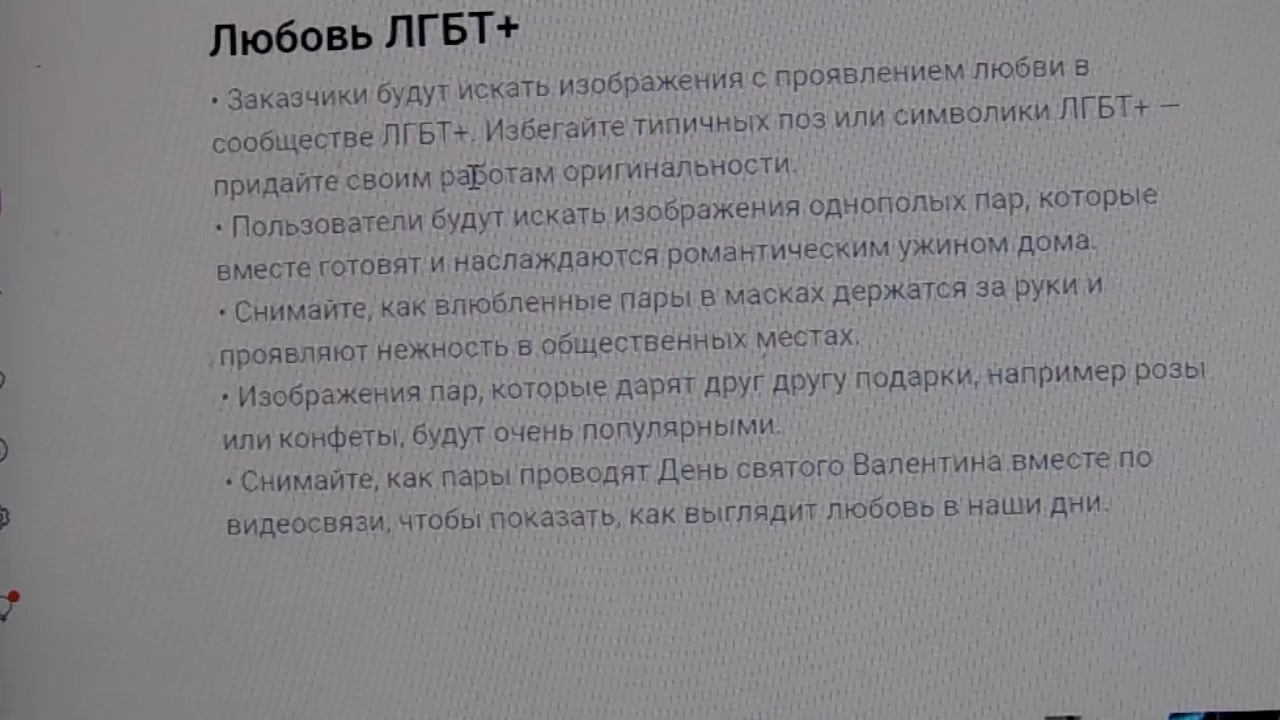 Любовь ЛГБТ+
• Заказчики будут искать изображения с проявлением любви в
сообществе ЛГБТ+. Избегайте типичных поз или символики ЛГБТ+ —
придайте своим работам оригинальности.
• Пользователи будут искать изображения однополых пар, которые
вместе готовят и наслаждаются романтическим ужином дома.
• Снимайте, как влюбленные пары в масках держатся за руки и
проявляют нежность в общественных местах.
• Изображения пар, которые дарят друг другу подарки, например розы
или конфеты, будут очень популярными.
• Снимайте, как пары проводят День святого Валентина вместе по
видеосвязи, чтобы показать, как выглядит любовь в наши дни.